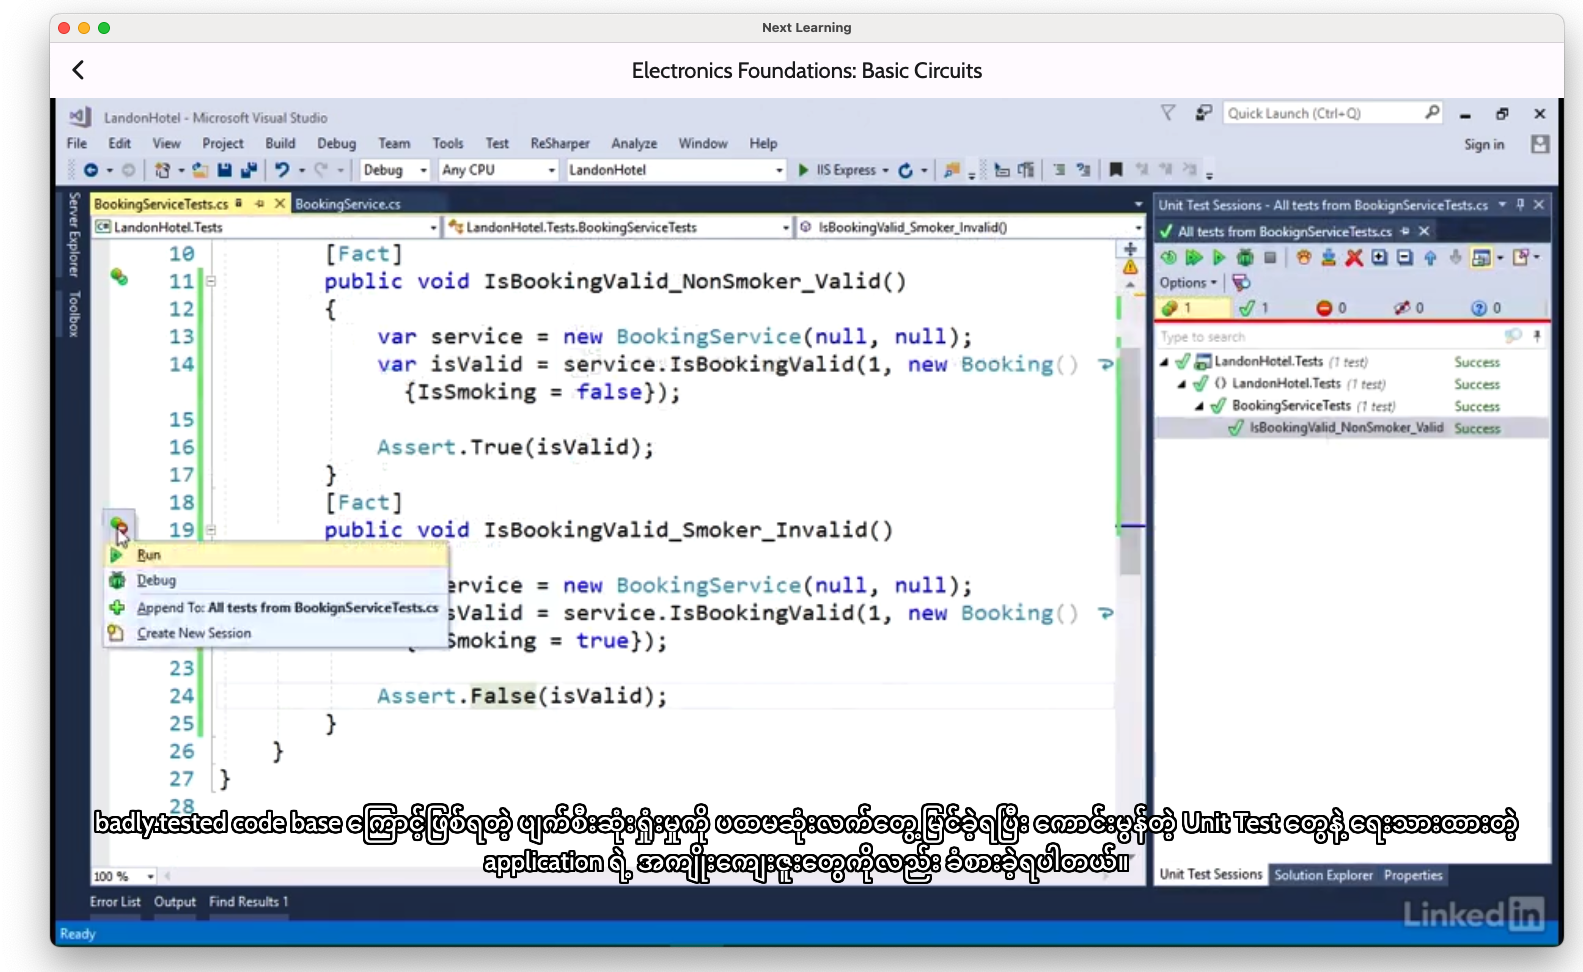 Next Learning
Electronics Foundations: Basic Circuits
LandonHotel - Microsoft Visual Studio
Quick Launch (Ctrl+Q)
File Edit View Project Build Debug Team Tools Test ReSharper Analyze Window Help
Sign in
Debug Any CPU LandonHotel IIS Express
Server Explorer
Toolbox
BookingServiceTests.cs BookingService.cs
LandonHotel.Tests LandonHotel.Tests.BookingServiceTests IsBookingValid_Smoker_Invalid()
10 [Fact]
11 public void IsBookingValid_NonSmoker_Valid()
12 {
13 var service = new BookingService(null, null);
14 var isValid = service.IsBookingValid(1, new Booking()
{IsSmoking = false});
15
16 Assert.True(isValid);
17 }
18 [Fact]
19 public void IsBookingValid_Smoker_Invalid()
Run
Debug
Append To: All tests from BookignServiceTests.cs
Create New Session
ervice = new BookingService(null, null);
sValid = service.IsBookingValid(1, new Booking()
Smoking = true});
23
24 Assert.False(isValid);
25 }
26 }
27 }
28
Unit Test Sessions - All tests from BookignServiceTests.cs
All tests from BookignServiceTests.cs
Options
1 1 0 0 0
Type to search
LandonHotel.Tests (1 test) Success
LandonHotel.Tests (1 test) Success
BookingServiceTests (1 test) Success
IsBookingValid_NonSmoker_Valid Success
badly.tested code base ကြောင့်ဖြစ်ရတဲ့ ပျက်စီးဆုံးရှုံးမှုကို ပထမဆုံးလက်တွေ့မြင်ခဲ့ရပြီး ကောင်းမွန်တဲ့ Unit Test တွေနဲ့ ရေးသားထားတဲ့
application ရဲ့ အကျိုးကျေးဇူးတွေကိုလည်း ခံစားခဲ့ရပါတယ်။
100 %
Unit Test Sessions Solution Explorer Properties
Error List Output Find Results 1
LinkedIn
Ready